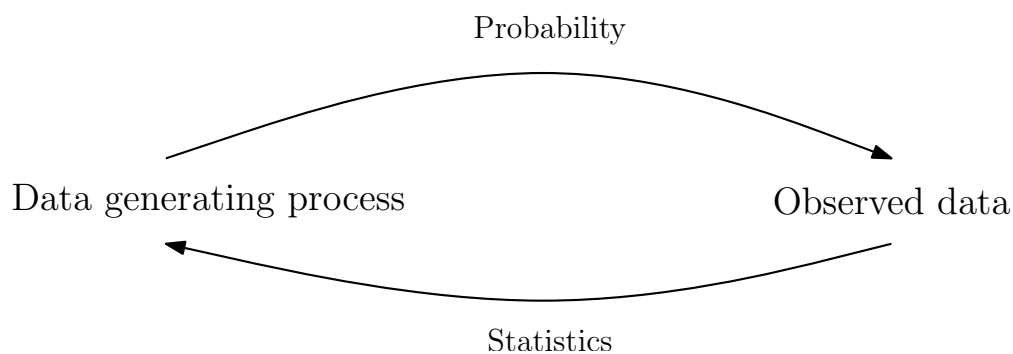 Probability
Data generating process
Observed data
Statistics